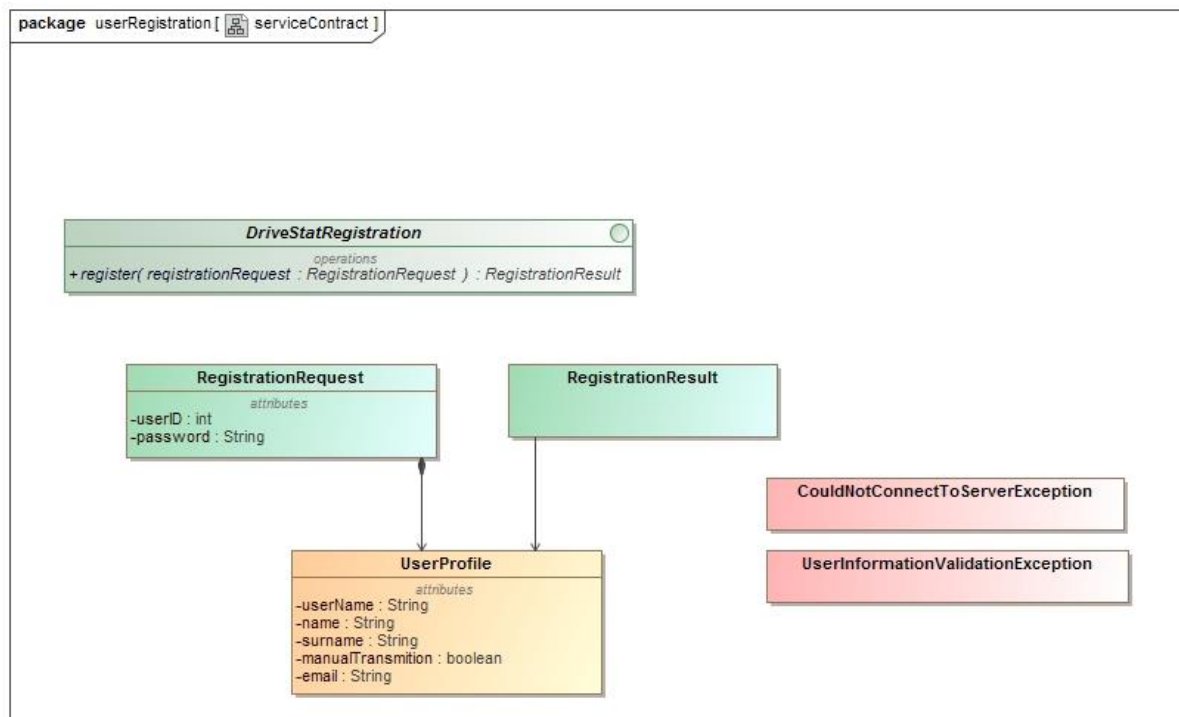 package userRegistration [ serviceContract ]
DriveStatRegistration
operations
+register( registrationRequest : RegistrationRequest ) : RegistrationResult
RegistrationRequest
attributes
-userID : int
-password : String
RegistrationResult
CouldNotConnectToServerException
UserInformationValidationException
UserProfile
attributes
-userName : String
-name : String
-surname : String
-manualTransmition : boolean
-email : String